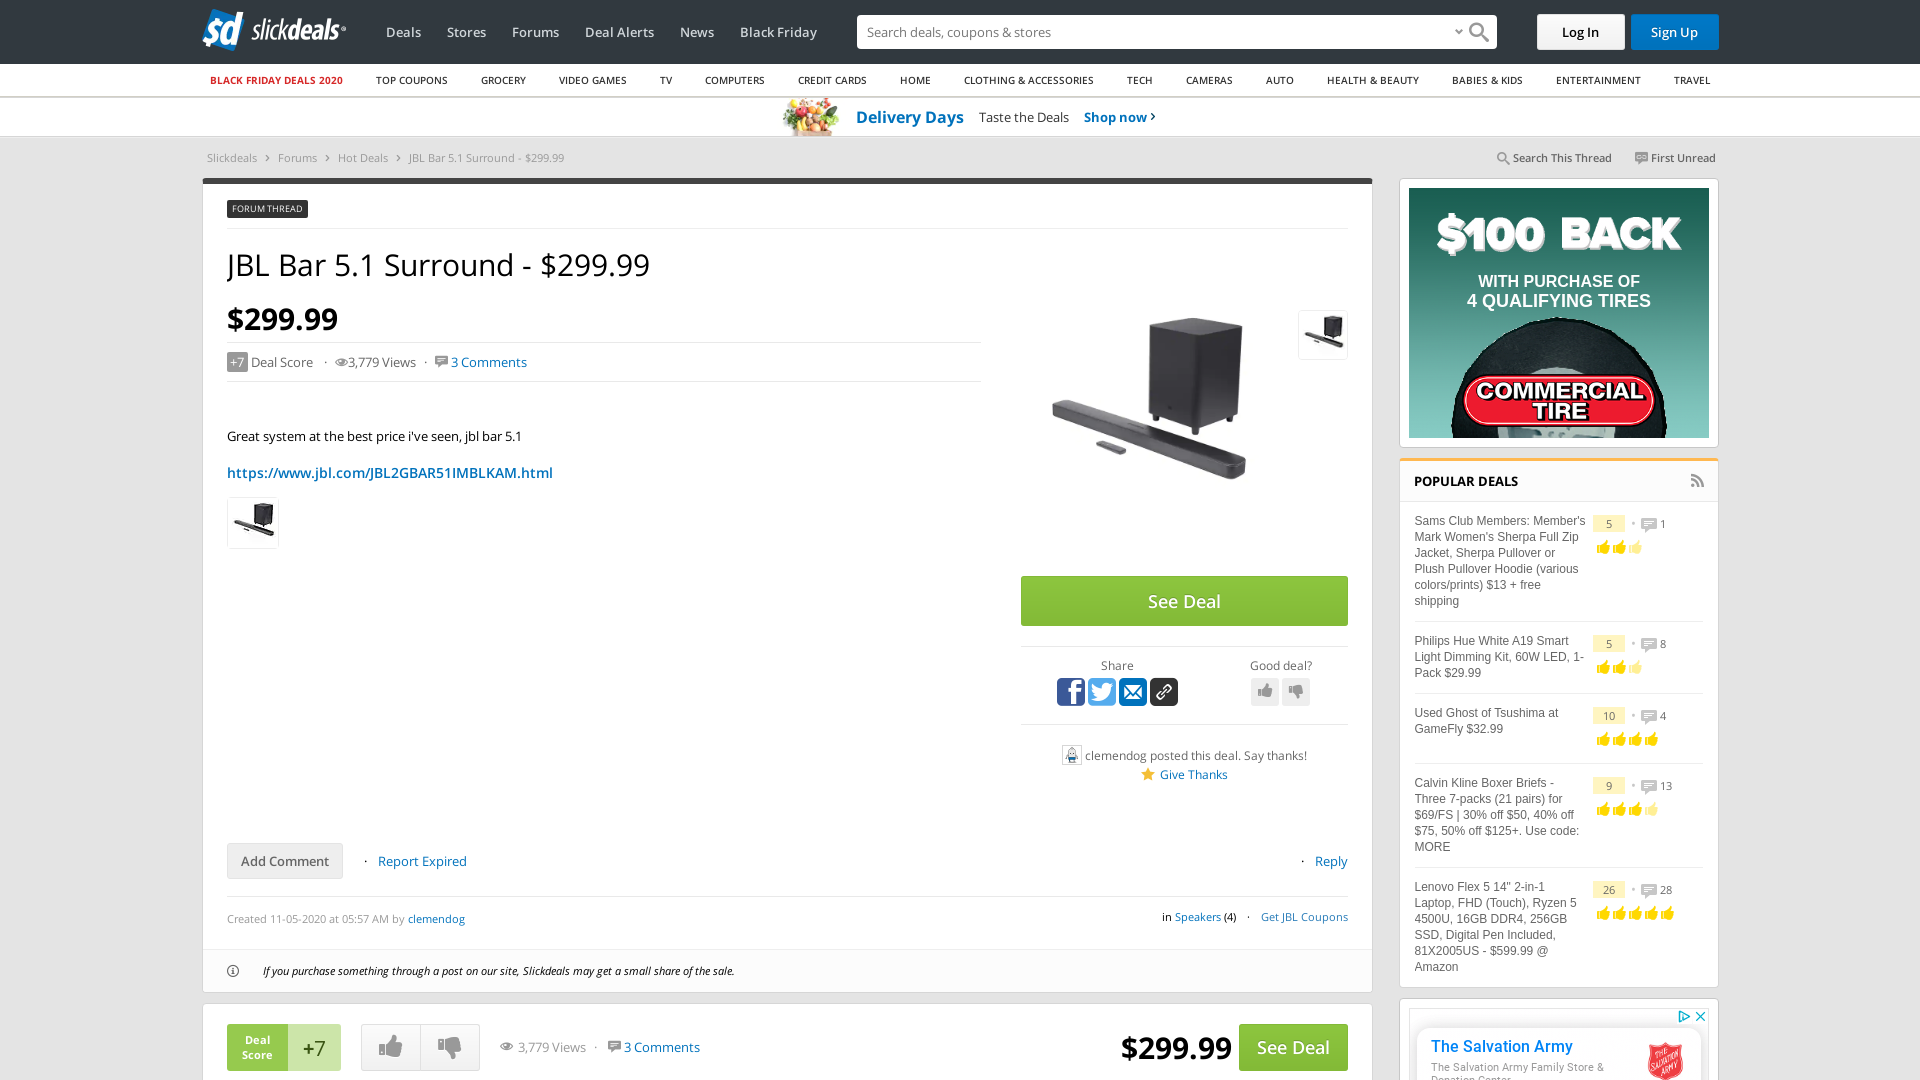 slickdeals
Deals
Stores
Forums
Deal Alerts
News
Black Friday
Search deals, coupons & stores
Log In
Sign Up
BLACK FRIDAY DEALS 2020
TOP COUPONS
GROCERY
VIDEO GAMES
TV
COMPUTERS
CREDIT CARDS
HOME
CLOTHING & ACCESSORIES
TECH
CAMERAS
AUTO
HEALTH & BEAUTY
BABIES & KIDS
ENTERTAINMENT
TRAVEL
Delivery Days Taste the Deals Shop now ›
Slickdeals › Forums › Hot Deals › JBL Bar 5.1 Surround - $299.99
Search This Thread
First Unread
FORUM THREAD
JBL Bar 5.1 Surround - $299.99
$299.99
+7 Deal Score · 3,779 Views · 3 Comments
Great system at the best price i've seen, jbl bar 5.1
https://www.jbl.com/JBL2GBAR51IMBLKAM.html
See Deal
Share
Good deal?
clemendog posted this deal. Say thanks!
Give Thanks
Add Comment
· Report Expired
· Reply
Created 11-05-2020 at 05:57 AM by clemendog
in Speakers (4) · Get JBL Coupons
If you purchase something through a post on our site, Slickdeals may get a small share of the sale.
Deal
Score
+7
3,779 Views · 3 Comments
$299.99
See Deal
$100 BACK
WITH PURCHASE OF
4 QUALIFYING TIRES
COMMERCIAL
TIRE
POPULAR DEALS
Sams Club Members: Member's
Mark Women's Sherpa Full Zip
Jacket, Sherpa Pullover or
Plush Pullover Hoodie (various
colors/prints) $13 + free
shipping
5 • 1
Philips Hue White A19 Smart
Light Dimming Kit, 60W LED, 1-
Pack $29.99
5 • 8
Used Ghost of Tsushima at
GameFly $32.99
10 • 4
Calvin Kline Boxer Briefs -
Three 7-packs (21 pairs) for
$69/FS | 30% off $50, 40% off
$75, 50% off $125+. Use code:
MORE
9 • 13
Lenovo Flex 5 14" 2-in-1
Laptop, FHD (Touch), Ryzen 5
4500U, 16GB DDR4, 256GB
SSD, Digital Pen Included,
81X2005US - $599.99 @
Amazon
26 • 28
The Salvation Army
The Salvation Army Family Store &
Donation Center
THE
SALVATION
ARMY